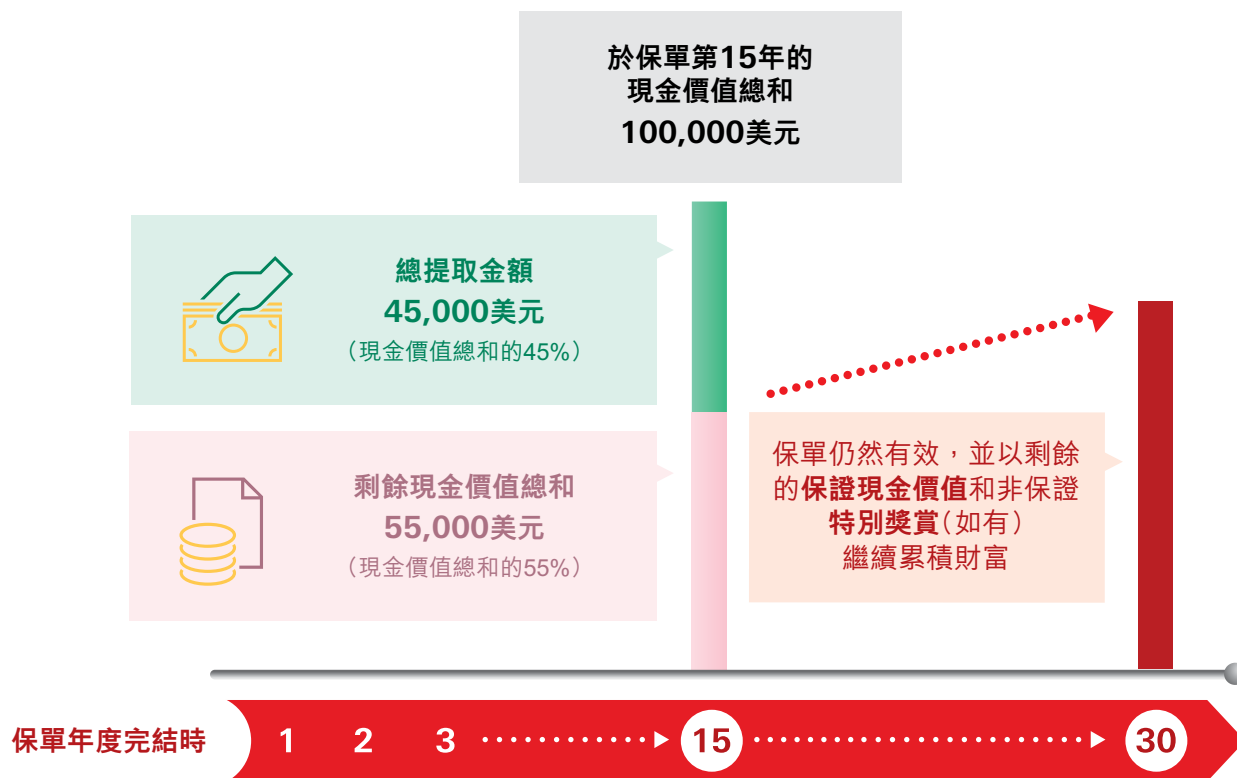 於保單第15年的
現金價值總和
100,000美元
總提取金額
45,000美元
（現金價值總和的45%）
剩餘現金價值總和
55,000美元
（現金價值總和的55%）
保單仍然有效，並以剩餘
的保證現金價值和非保證
特別獎賞（如有）
繼續累積財富
保單年度完結時 1 2 3 15 30